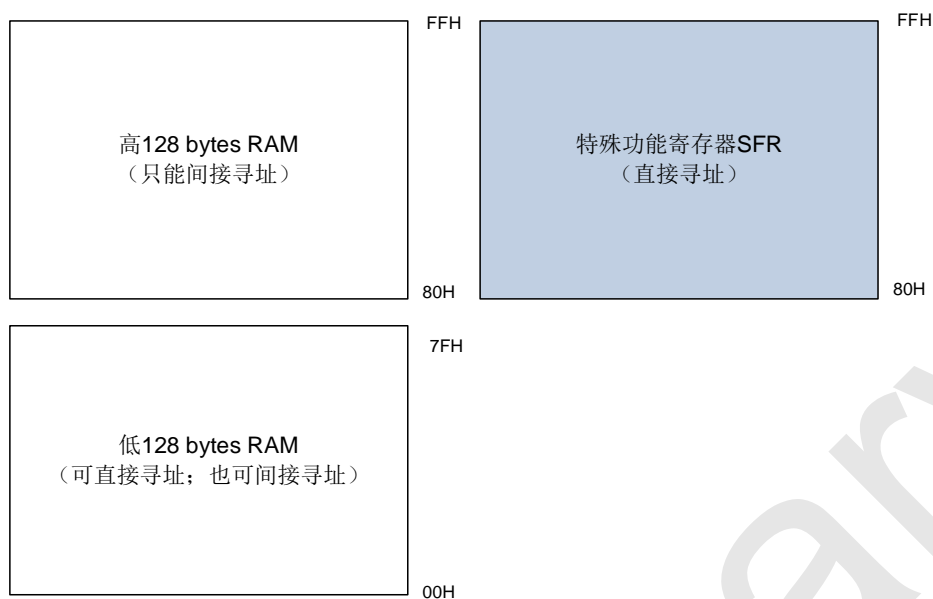 FFH
高128 bytes RAM
（只能间接寻址）
80H
FFH
特殊功能寄存器SFR
（直接寻址）
80H
7FH
低128 bytes RAM
（可直接寻址；也可间接寻址）
00H